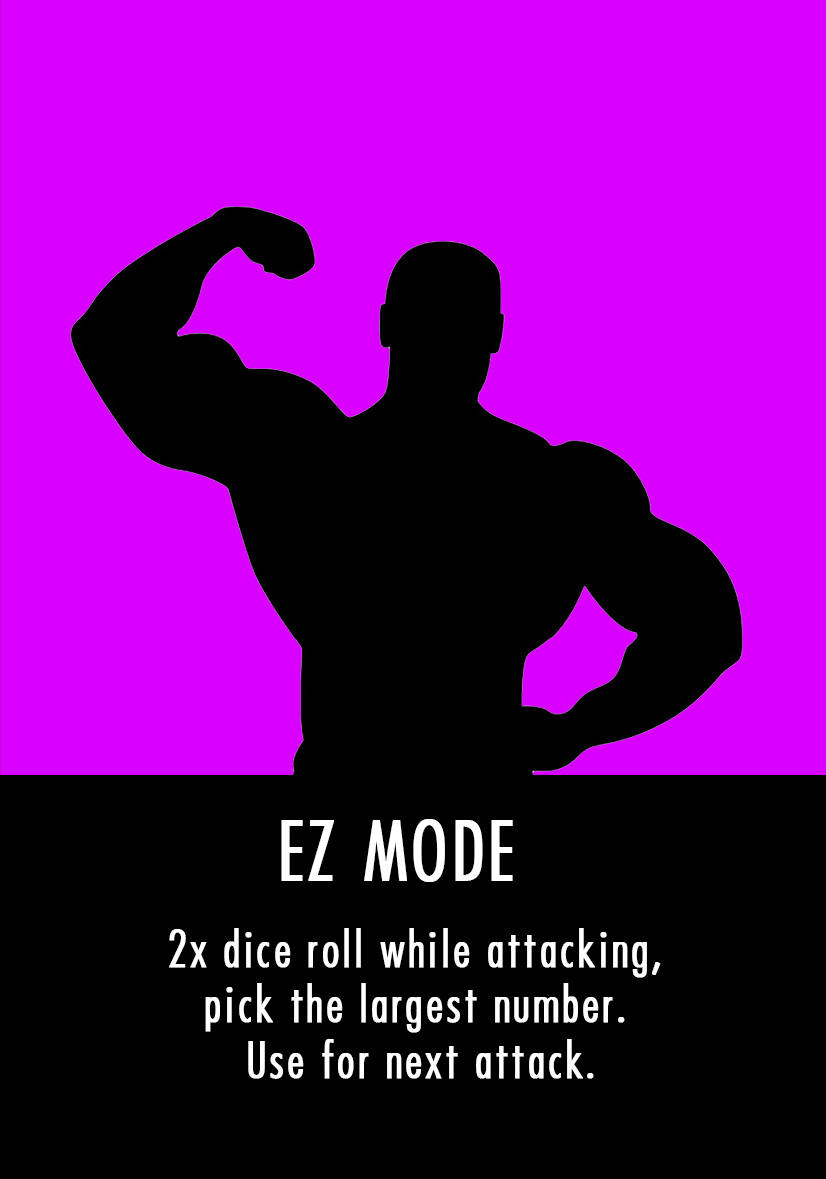 EZ MODE
2x dice roll while attacking,
pick the largest number.
Use for next attack.